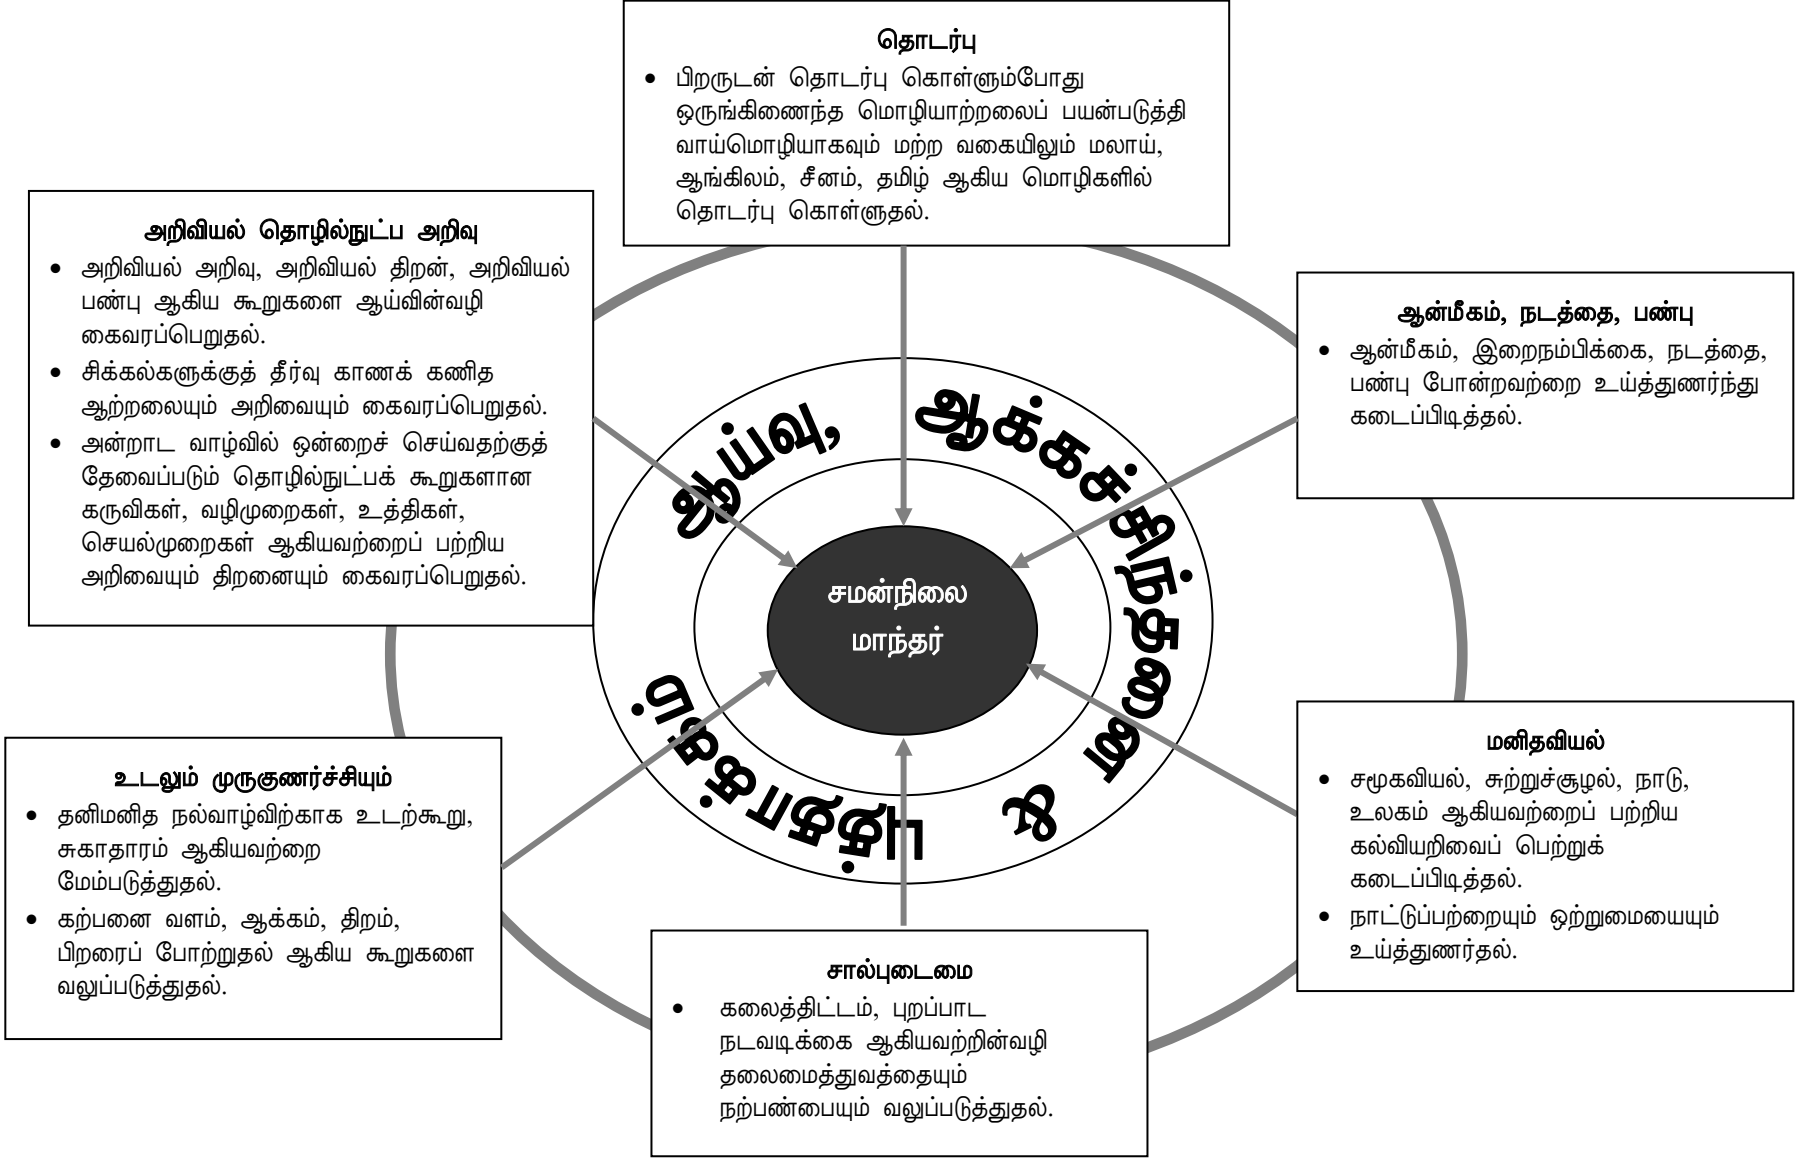 தொடர்பு
• பிறருடன் தொடர்பு கொள்ளும்போது
ஒருங்கிணைந்த மொழியாற்றலைப் பயன்படுத்தி
வாய்மொழியாகவும் மற்ற வகையிலும் மலாய்,
ஆங்கிலம், சீனம், தமிழ் ஆகிய மொழிகளில்
தொடர்பு கொள்ளுதல்.
அறிவியல் தொழில்நுட்ப அறிவு
• அறிவியல் அறிவு, அறிவியல் திறன், அறிவியல்
பண்பு ஆகிய கூறுகளை ஆய்வின்வழி
கைவரப்பெறுதல்.
• சிக்கல்களுக்குத் தீர்வு காணக் கணித
ஆற்றலையும் அறிவையும் கைவரப்பெறுதல்.
• அன்றாட வாழ்வில் ஒன்றைச் செய்வதற்குத்
தேவைப்படும் தொழில்நுட்பக் கூறுகளான
கருவிகள், வழிமுறைகள், உத்திகள்,
செயல்முறைகள் ஆகியவற்றைப் பற்றிய
அறிவையும் திறனையும் கைவரப்பெறுதல்.
ஆன்மீகம், நடத்தை, பண்பு
• ஆன்மீகம், இறைநம்பிக்கை, நடத்தை,
பண்பு போன்றவற்றை உய்த்துணர்ந்து
கடைப்பிடித்தல்.
ஆய்வு, ஆக்கச்சிந்தனை & புத்தாக்கம்
சமன்நிலை
மாந்தர்
உடலும் முருகுணர்ச்சியும்
• தனிமனித நல்வாழ்விற்காக உடற்கூறு,
சுகாதாரம் ஆகியவற்றை
மேம்படுத்துதல்.
• கற்பனை வளம், ஆக்கம், திறம்,
பிறரைப் போற்றுதல் ஆகிய கூறுகளை
வலுப்படுத்துதல்.
மனிதவியல்
• சமூகவியல், சுற்றுச்சூழல், நாடு,
உலகம் ஆகியவற்றைப் பற்றிய
கல்வியறிவைப் பெற்றுக்
கடைப்பிடித்தல்.
• நாட்டுப்பற்றையும் ஒற்றுமையையும்
உய்த்துணர்தல்.
சால்புடைமை
• கலைத்திட்டம், புறப்பாட
நடவடிக்கை ஆகியவற்றின்வழி
தலைமைத்துவத்தையும்
நற்பண்பையும் வலுப்படுத்துதல்.